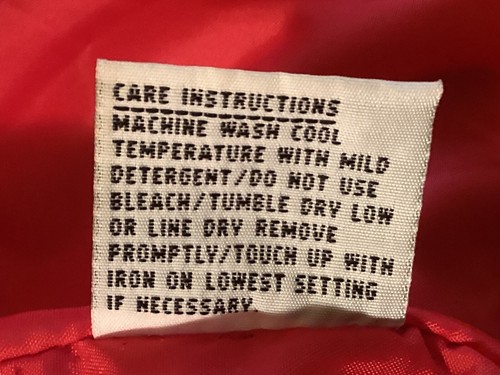 CARE INSTRUCTIONS
MACHINE WASH COOL
TEMPERATURE WITH MILD
DETERGENT/DO NOT USE
BLEACH/TUMBLE DRY LOW
OR LINE DRY REMOVE
PROMPTLY/TOUCH UP WITH
IRON ON LOWEST SETTING
IF NECESSARY.